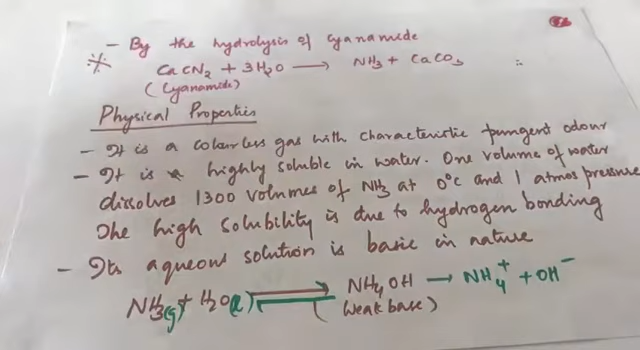 - By the hydrolysis of Cyanamide
CaCN₂ + 3H₂O ⟶ NH₃ + CaCO₃
(Cyanamide)
Physical Properties
- It is a colourless gas with characteristic pungent odour
- It is highly soluble in water. One volume of water
dissolves 1300 volumes of NH₃ at 0°C and 1 atmos pressure
The high solubility is due to hydrogen bonding
- Its aqueous solution is basic in nature
NH₃(g) + H₂O(l) ⇌ NH₄OH ⟶ NH₄⁺ + OH⁻
(Weak base)